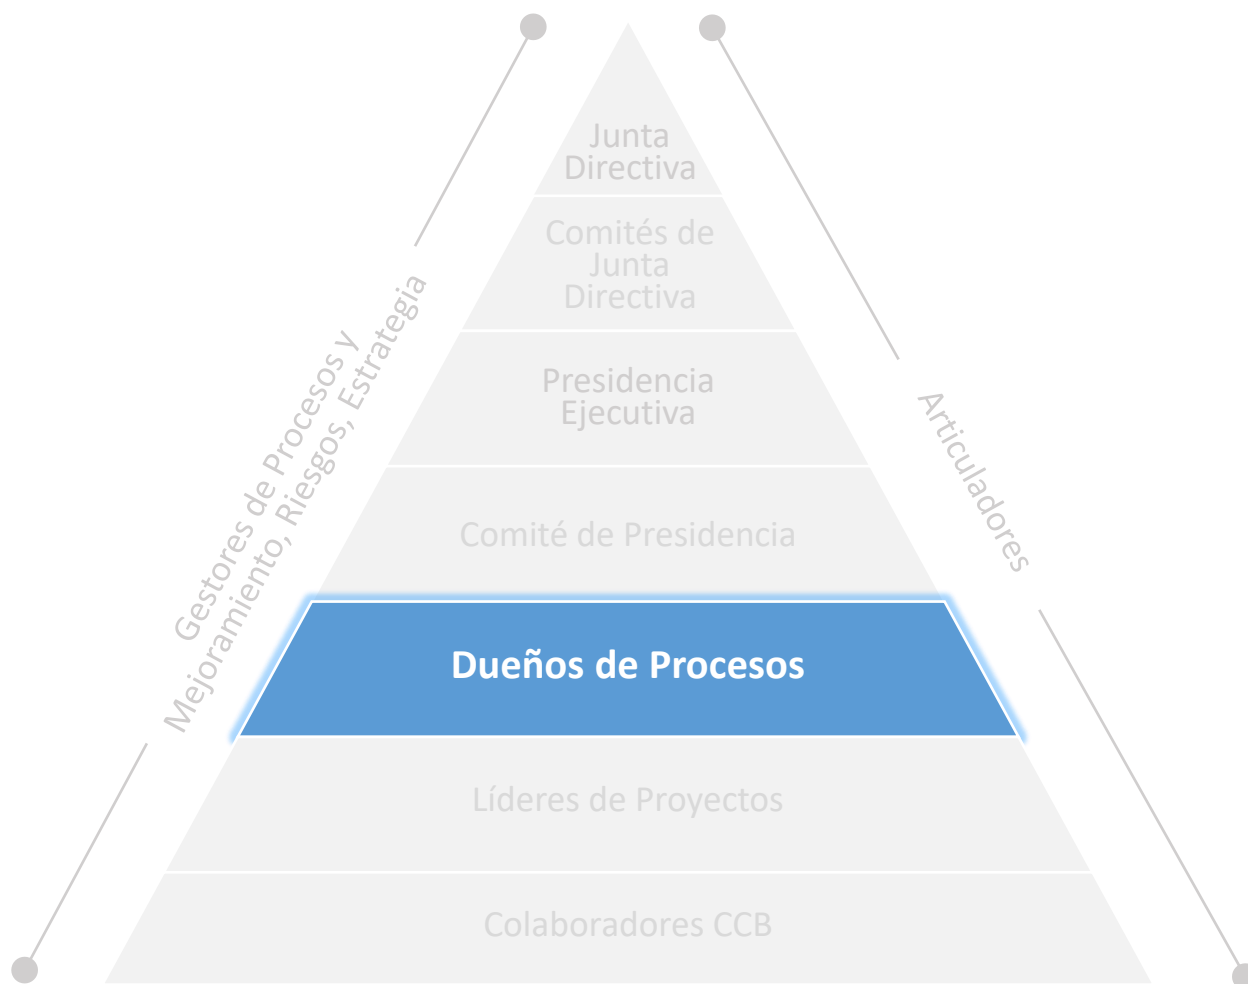 Junta
Directiva
Comités de
Junta
Directiva
Presidencia
Ejecutiva
Comité de Presidencia
Dueños de Procesos
Líderes de Proyectos
Colaboradores CCB
Gestores de Procesos y
Mejoramiento, Riesgos, Estrategia
Articuladores